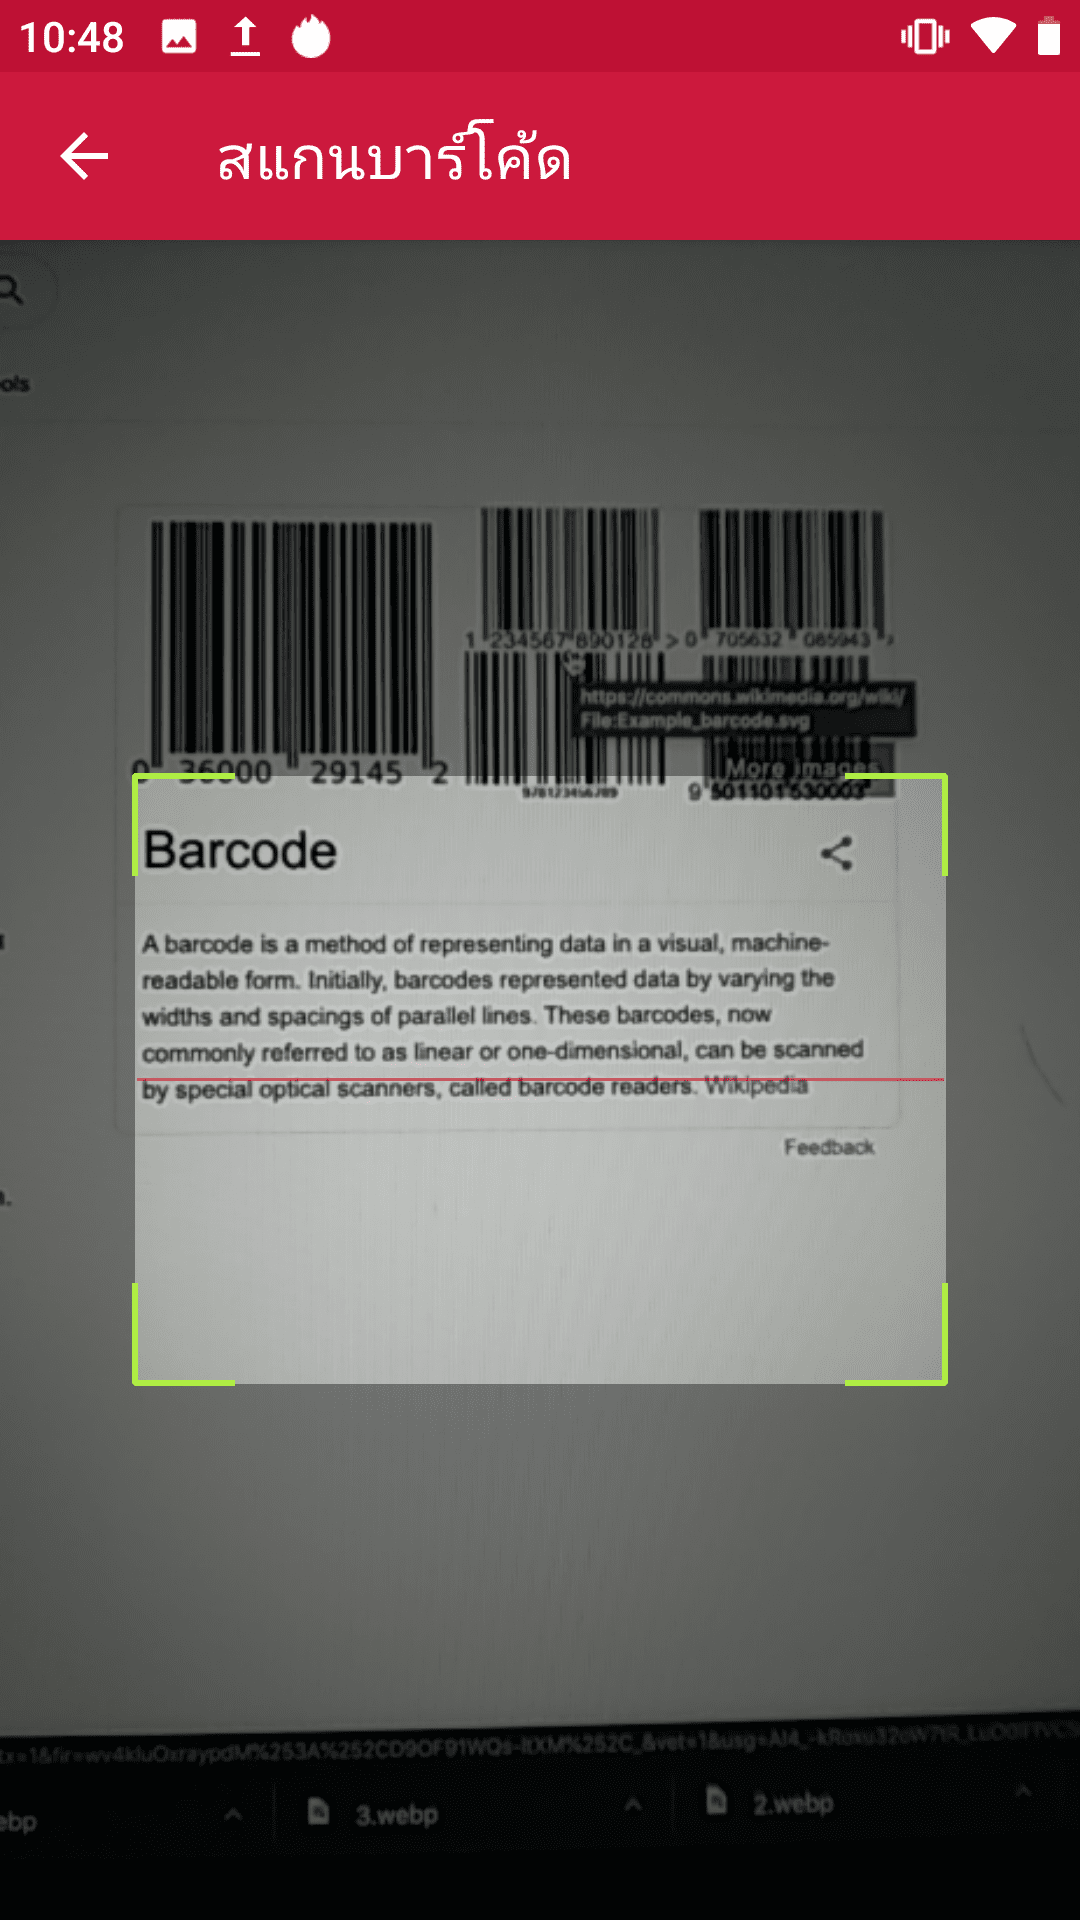 10:48
สแกนบาร์โค้ด
ols
1 234567 890128 >
0 705632 085943
https://commons.wikimedia.org/wiki/
File:Example_barcode.svg
0 36000 29145 2
More images
9780123456789
9 501101 530003
Barcode
A barcode is a method of representing data in a visual, machine-
readable form. Initially, barcodes represented data by varying the
widths and spacings of parallel lines. These barcodes, now
commonly referred to as linear or one-dimensional, can be scanned
by special optical scanners, called barcode readers. Wikipedia
Feedback
ebp
3.webp
2.webp